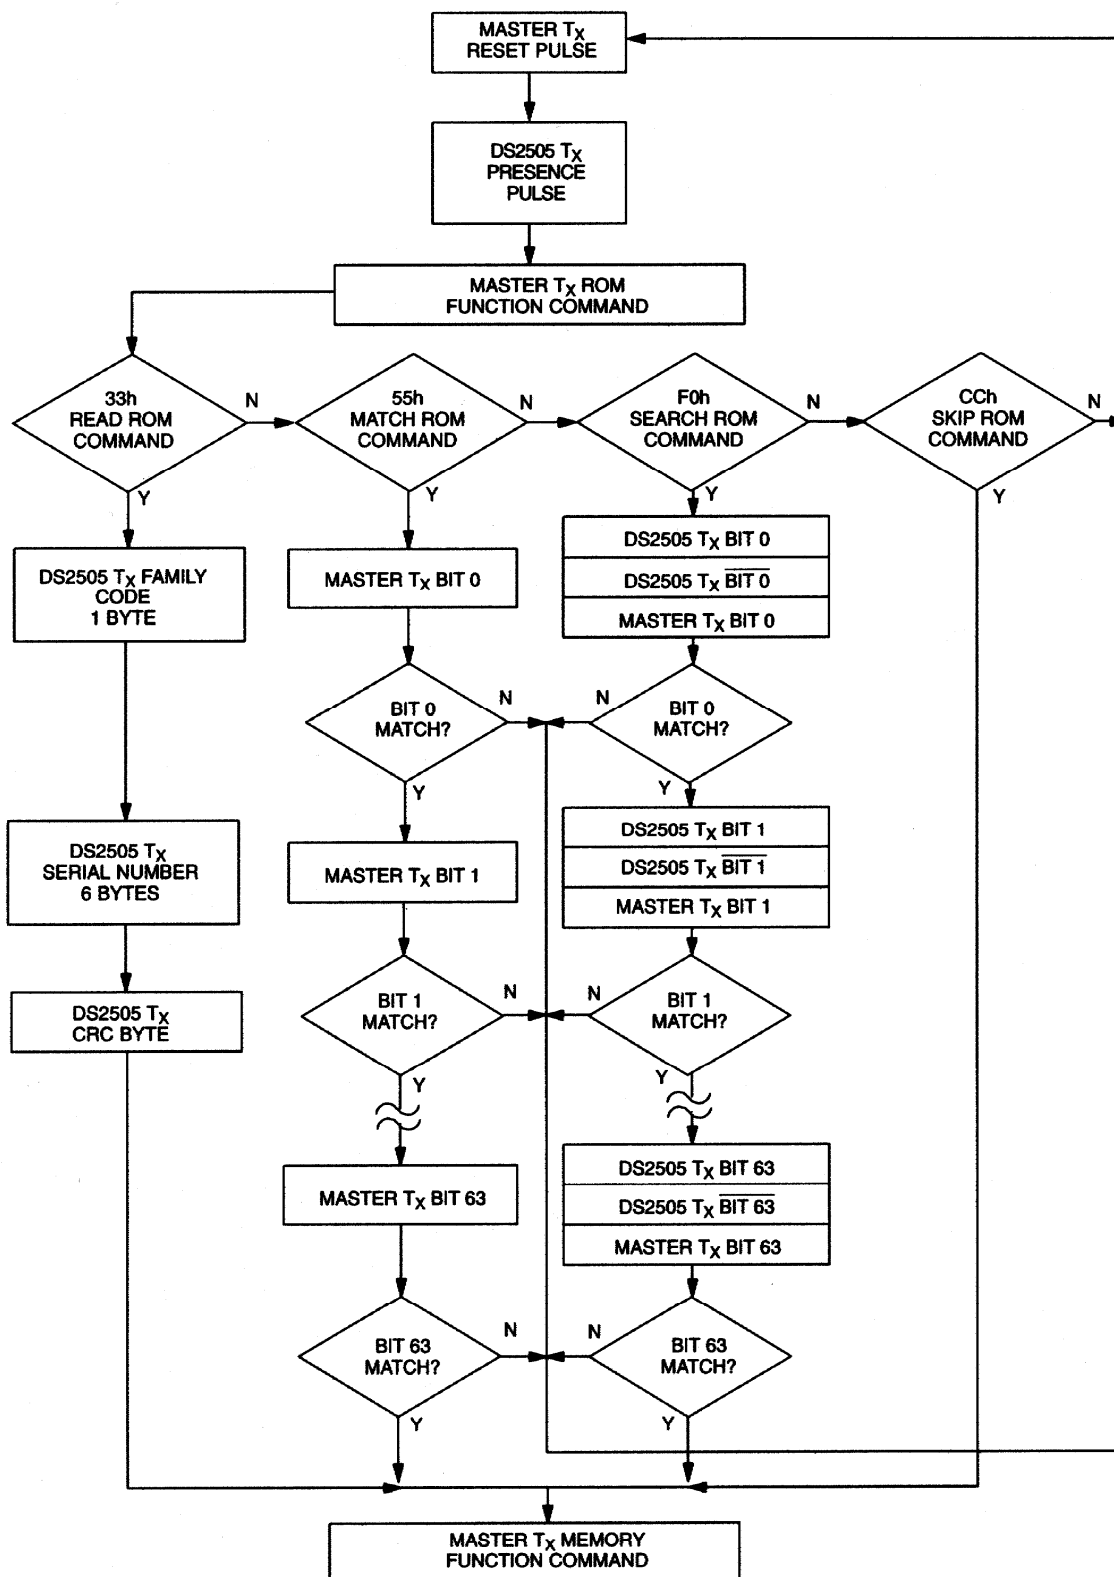 MASTER TX
RESET PULSE
DS2505 TX
PRESENCE
PULSE
MASTER TX ROM
FUNCTION COMMAND
33h
READ ROM
COMMAND
N
55h
MATCH ROM
COMMAND
N
F0h
SEARCH ROM
COMMAND
N
CCh
SKIP ROM
COMMAND
N
Y
Y
Y
Y
DS2505 TX FAMILY
CODE
1 BYTE
MASTER TX BIT 0
DS2505 TX BIT 0
DS2505 TX BIT 0
MASTER TX BIT 0
BIT 0
MATCH?
N
N
BIT 0
MATCH?
Y
Y
DS2505 TX
SERIAL NUMBER
6 BYTES
MASTER TX BIT 1
DS2505 TX BIT 1
DS2505 TX BIT 1
MASTER TX BIT 1
DS2505 TX
CRC BYTE
BIT 1
MATCH?
N
N
BIT 1
MATCH?
Y
Y
MASTER TX BIT 63
DS2505 TX BIT 63
DS2505 TX BIT 63
MASTER TX BIT 63
BIT 63
MATCH?
N
N
BIT 63
MATCH?
Y
Y
MASTER TX MEMORY
FUNCTION COMMAND